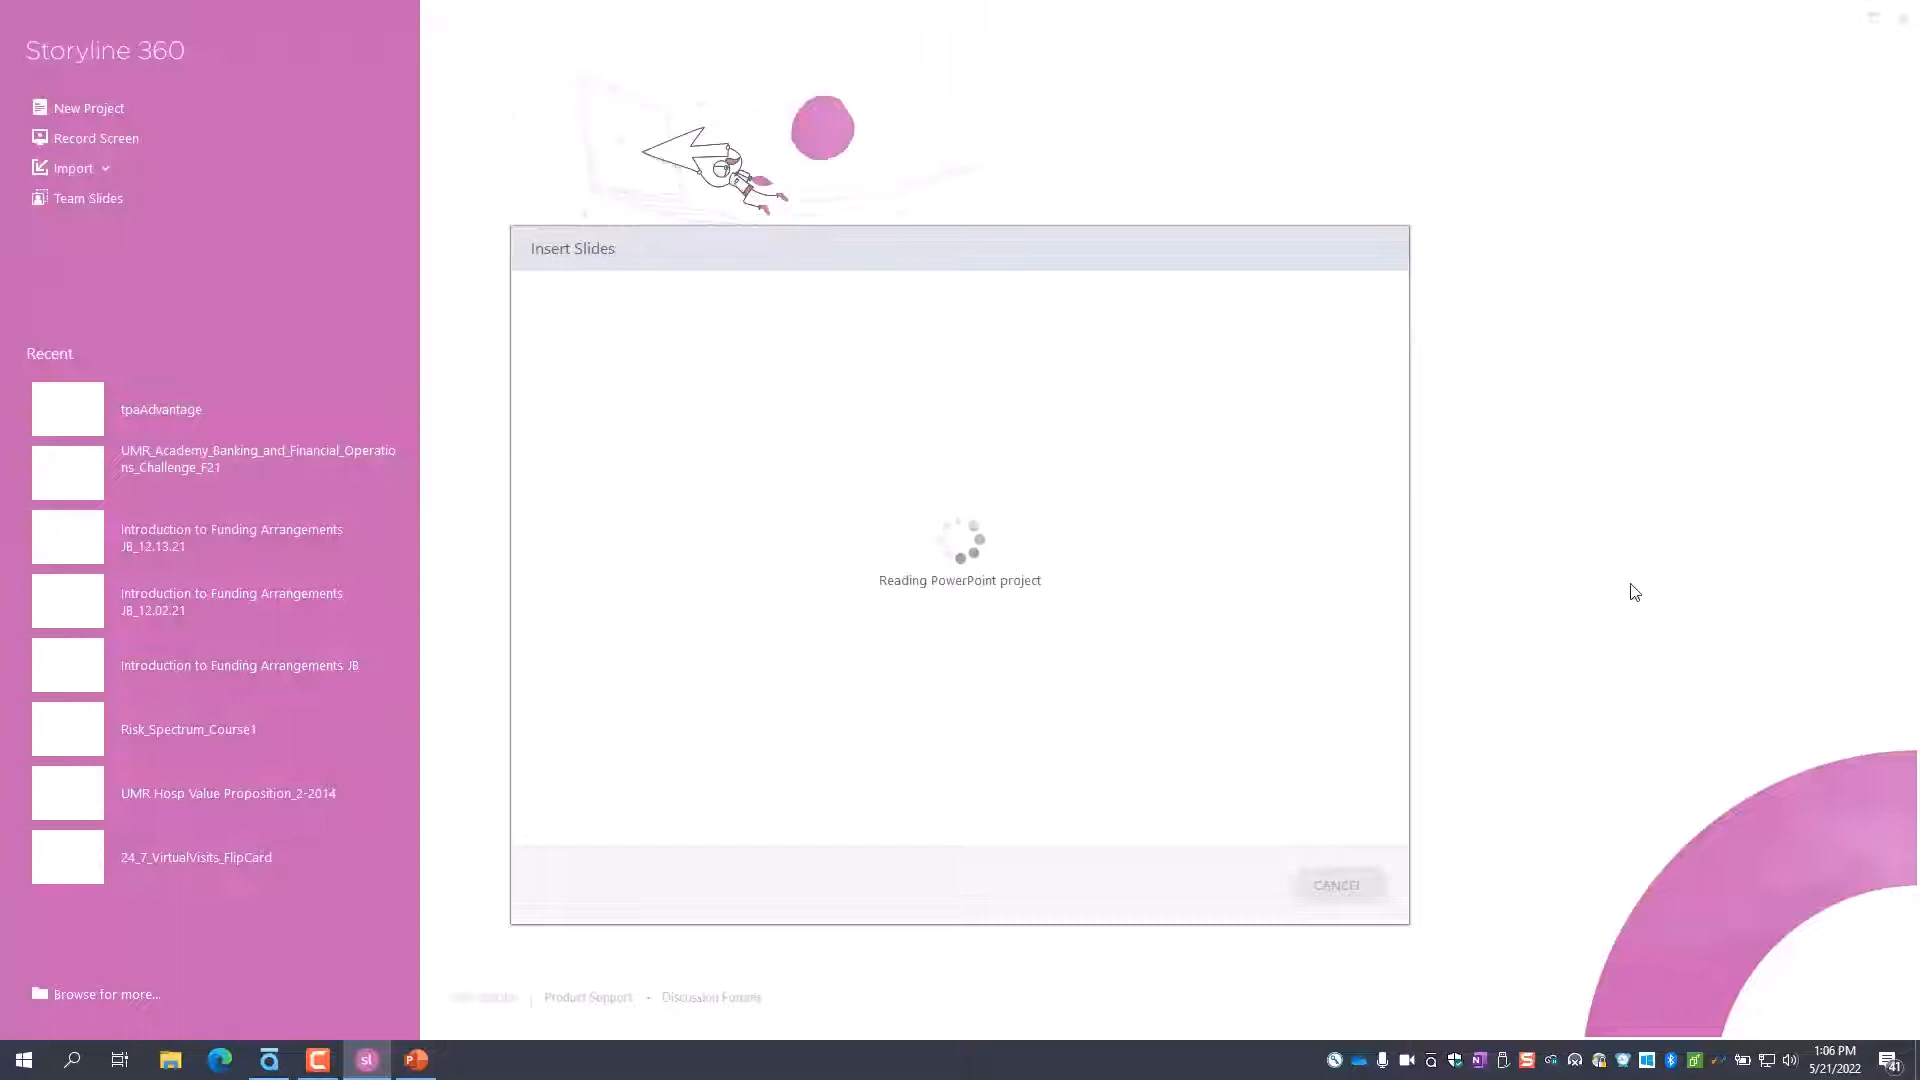 Storyline 360
New Project
Record Screen
Import
Team Slides
Recent
tpaAdvantage
UMR_Academy_Banking_and_Financial_Operatio
ns_Challenge_F21
Introduction to Funding Arrangements
JB_12.13.21
Introduction to Funding Arrangements
JB_12.02.21
Introduction to Funding Arrangements JB
Risk_Spectrum_Course1
UMR Hosp Value Proposition_2-2014
24_7_VirtualVisits_FlipCard
Browse for more...
Insert Slides
Reading PowerPoint project
CANCEL
Product Support - Discussion Forums
sl
1:06 PM
5/21/2022
41